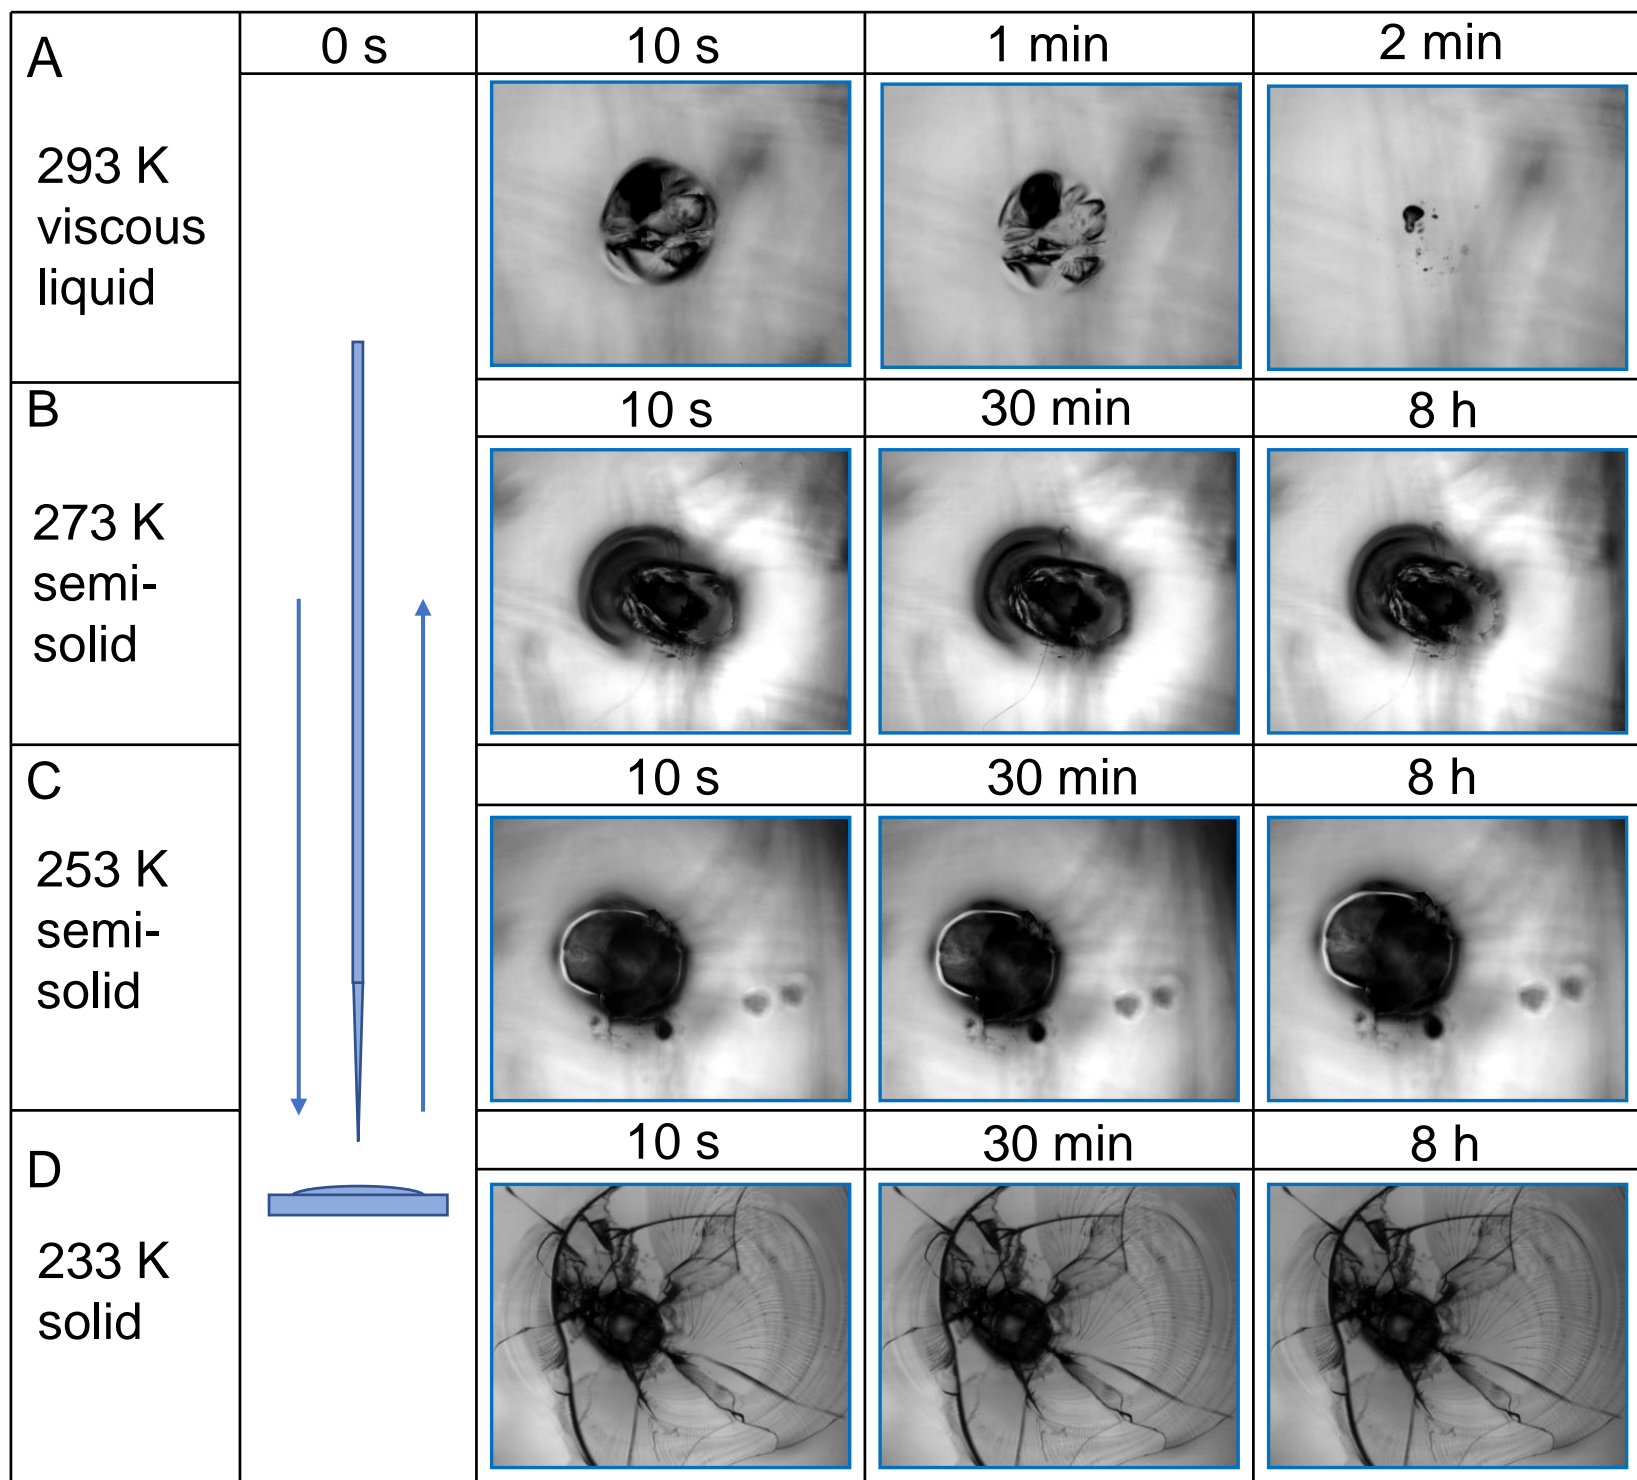 A
0 s
10 s
1 min
2 min
293 K
viscous
liquid
B
10 s
30 min
8 h
273 K
semi-
solid
C
10 s
30 min
8 h
253 K
semi-
solid
D
10 s
30 min
8 h
233 K
solid